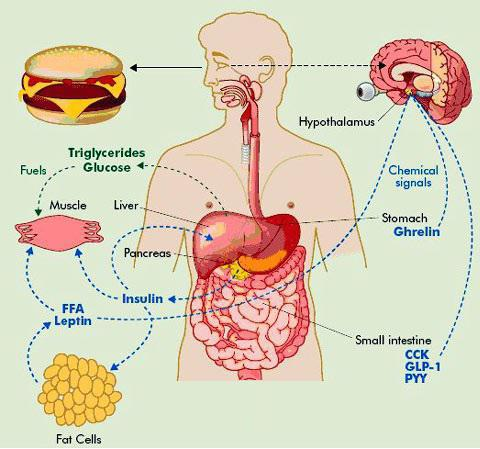 Hypothalamus
Triglycerides
Glucose
Fuels
Chemical
signals
Muscle
Liver
Stomach
Ghrelin
Pancreas
Insulin
FFA
Leptin
Small intestine
CCK
GLP-1
PYY
Fat Cells